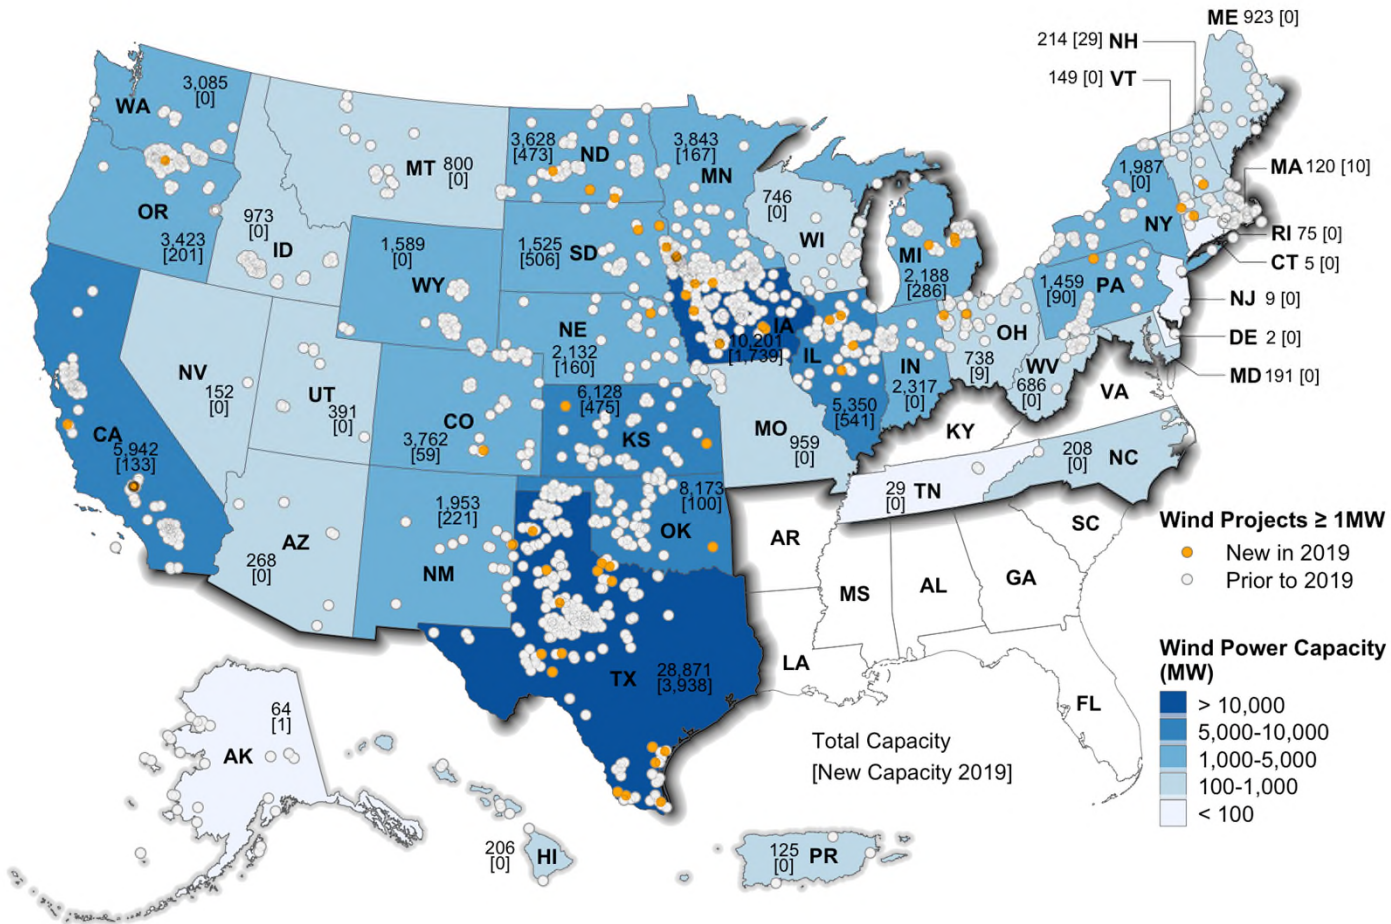 ME 923 [0]
214 [29] NH
149 [0] VT
3,085
[0]
WA
3,628
[473]
ND
3,843
[167]
MN
MT
800
[0]
1,987
[0]
NY
MA 120 [10]
OR
3,423
[201]
973
[0]
ID
1,589
[0]
WY
1,525
[506]
SD
746
[0]
WI
MI
2,188
[286]
RI 75 [0]
CT 5 [0]
1,459
[90]
PA
NJ 9 [0]
NE
2,132
[160]
IA
10,201
[1,739]
IL
5,350
[541]
IN
2,317
[0]
OH
738
[9]
WV
686
[0]
DE 2 [0]
MD 191 [0]
NV
152
[0]
UT
391
[0]
CO
3,762
[59]
6,128
[475]
KS
MO
959
[0]
KY
VA
CA
5,942
[133]
208
[0]
NC
29
[0]
TN
AZ
268
[0]
1,953
[221]
NM
8,173
[100]
OK
AR
SC
MS
AL
GA
LA
FL
TX
28,871
[3,938]
Wind Projects ≥ 1MW
New in 2019
Prior to 2019
Wind Power Capacity
(MW)
> 10,000
5,000-10,000
1,000-5,000
100-1,000
< 100
64
[1]
AK
Total Capacity
[New Capacity 2019]
206
[0]
HI
125
[0]
PR